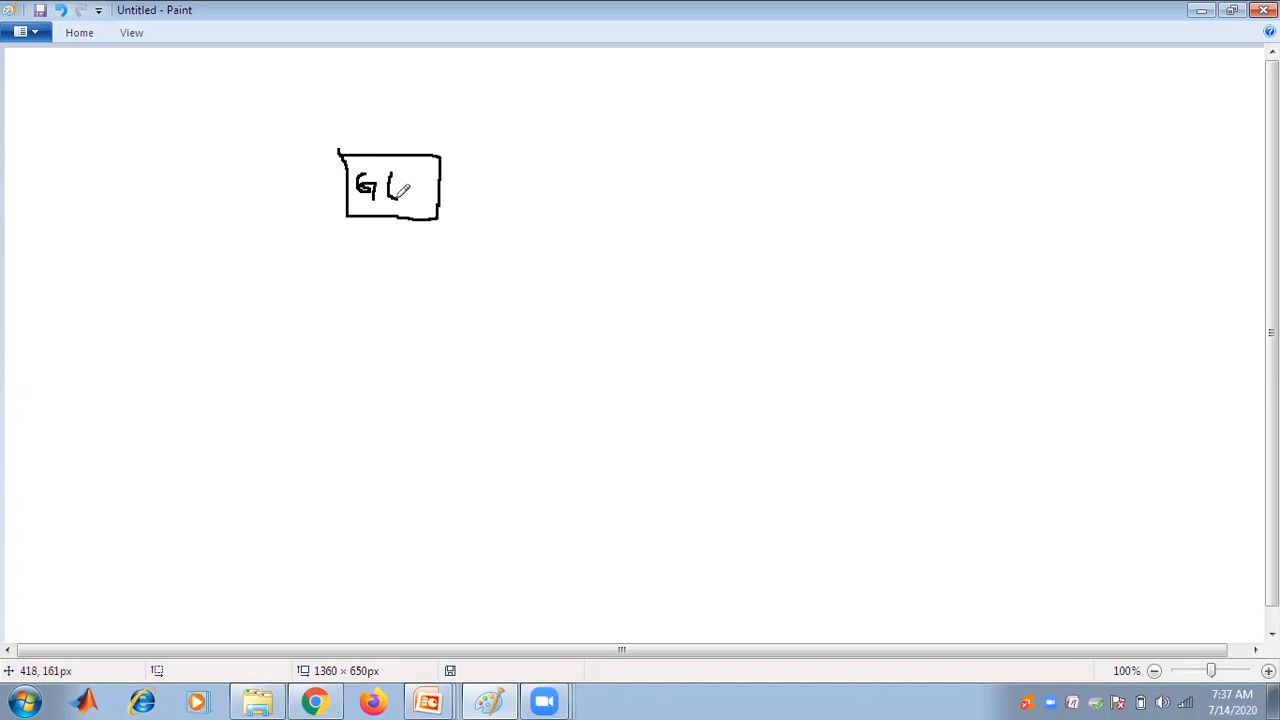 Untitled - Paint
Home View
G
418, 161px 1360 × 650px 100%
7:37 AM
7/14/2020